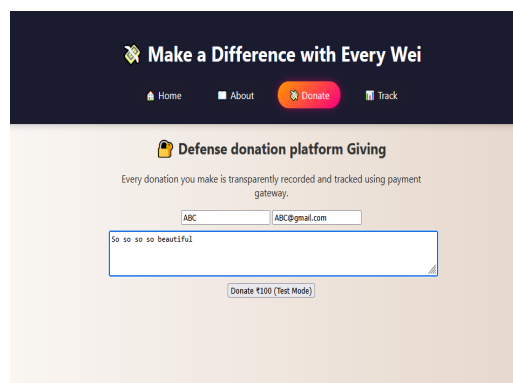 Make a Difference with Every Wei
Home About Donate Track
Defense donation platform Giving
Every donation you make is transparently recorded and tracked using payment
gateway.
ABC ABC@gmail.com
So so so so beautiful
Donate ₹100 (Test Mode)